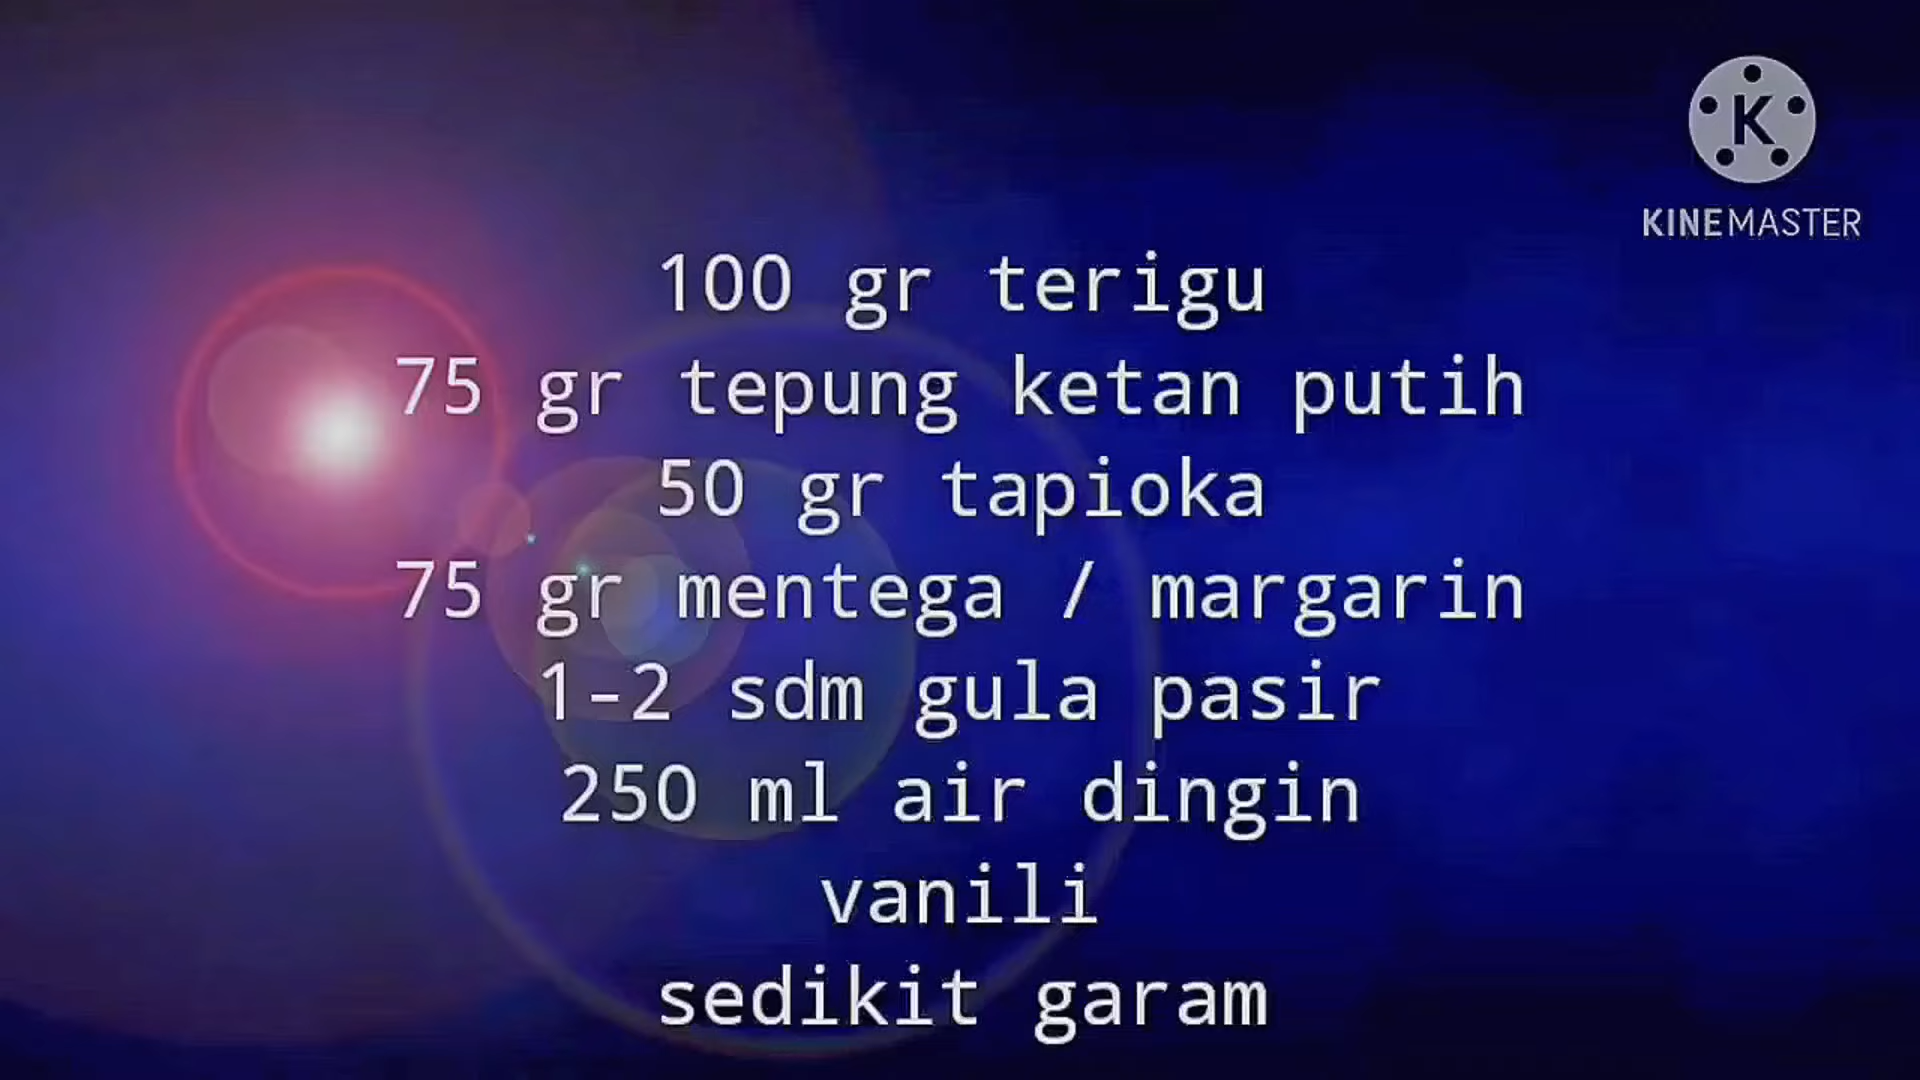 K
KINEMASTER
100 gr terigu
75 gr tepung ketan putih
50 gr tapioka
75 gr mentega / margarin
1-2 sdm gula pasir
250 ml air dingin
vanili
sedikit garam